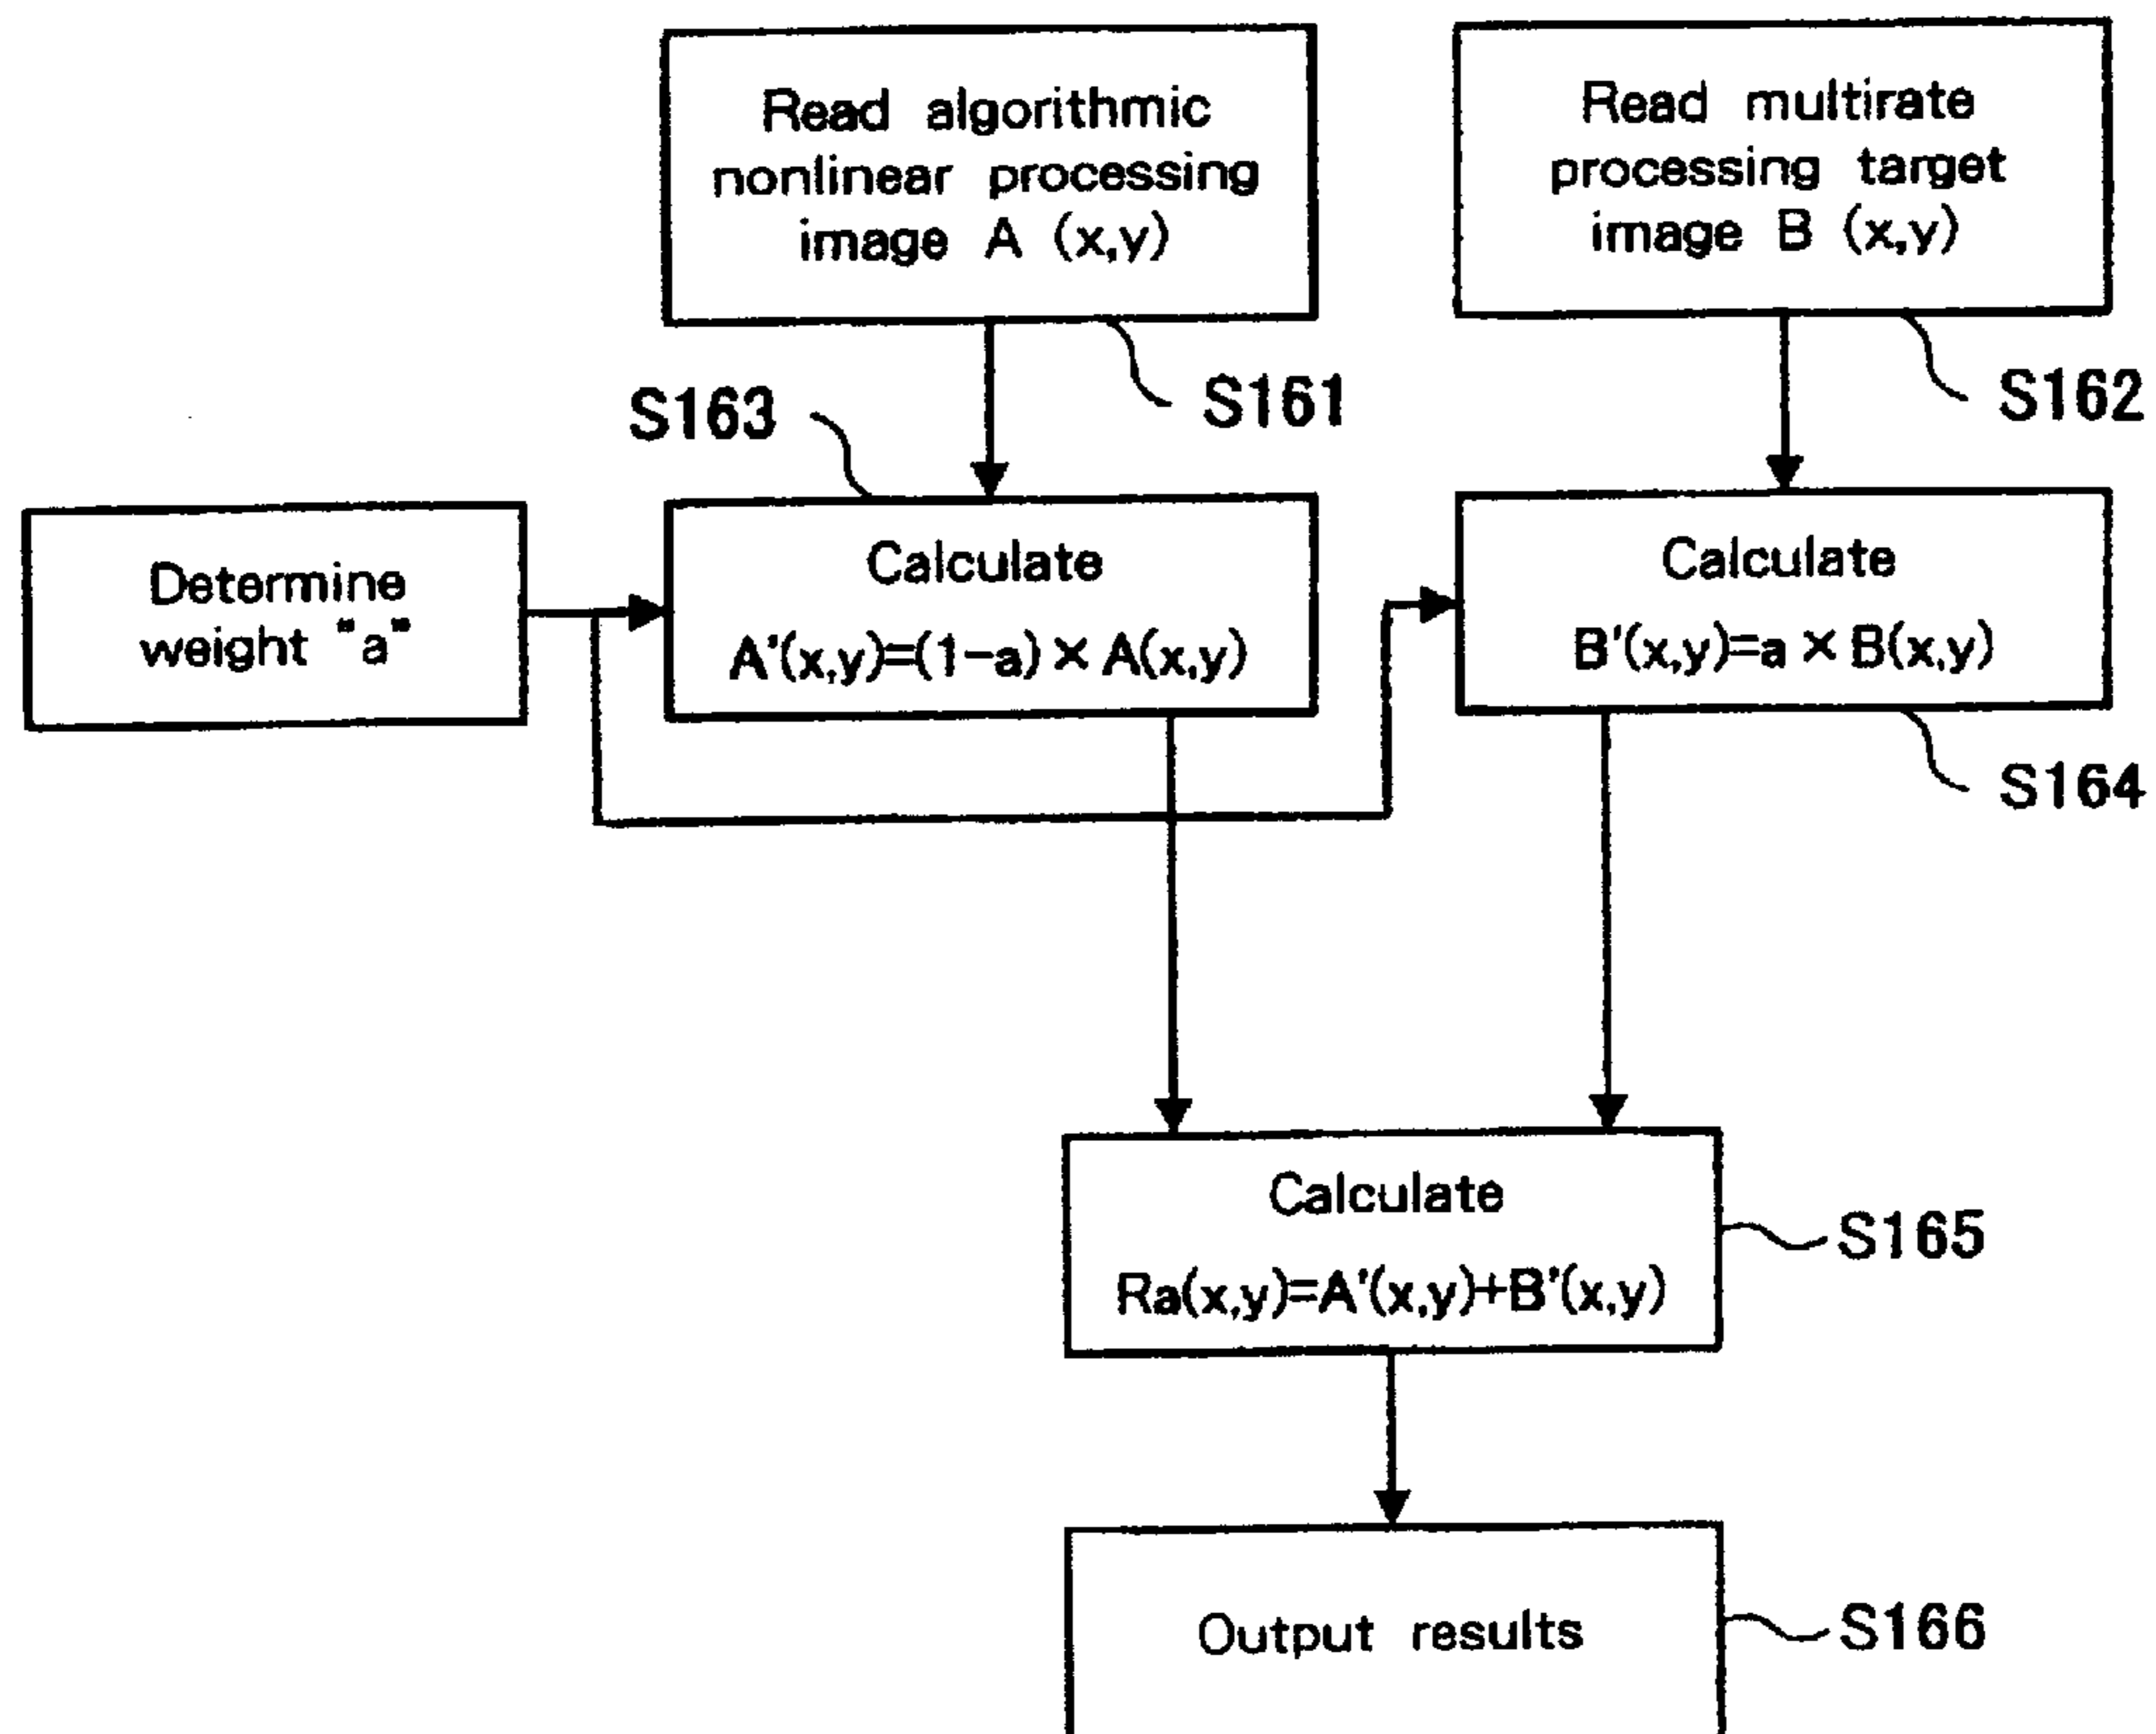 Read algorithmic
nonlinear processing
image A (x,y)
Read multirate
processing target
image B (x,y)
S161
S162
S163
Determine
weight "a"
Calculate
A'(x,y)=(1-a) × A(x,y)
Calculate
B'(x,y)=a × B(x,y)
S164
Calculate
Ra(x,y)=A'(x,y)+B'(x,y)
S165
Output results
S166